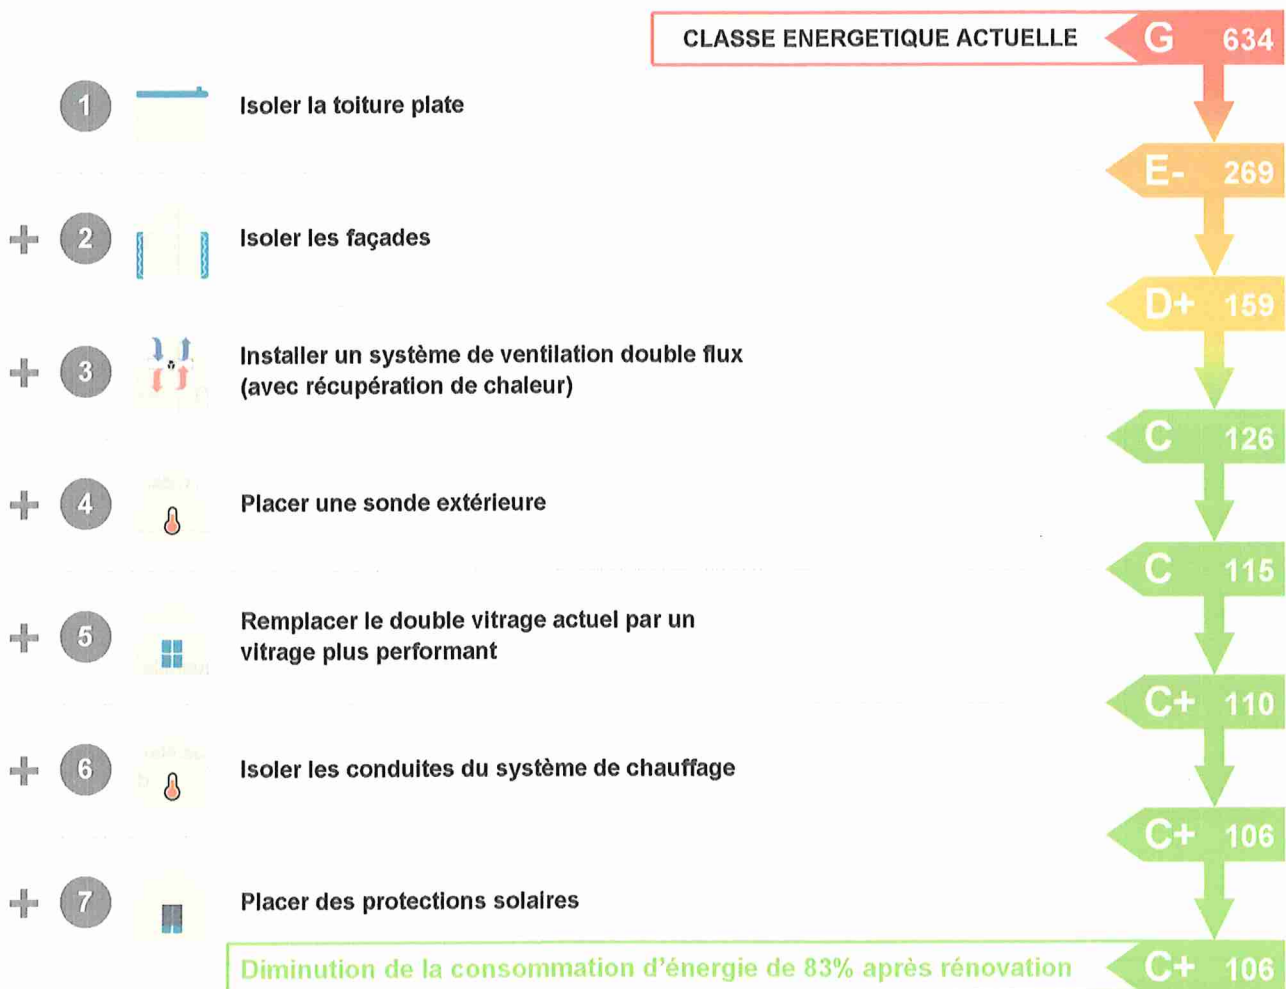 CLASSE ENERGETIQUE ACTUELLE G 634
1 Isoler la toiture plate
E- 269
+ 2 Isoler les façades
D+ 159
+ 3 Installer un système de ventilation double flux
(avec récupération de chaleur)
C 126
+ 4 Placer une sonde extérieure
C 115
+ 5 Remplacer le double vitrage actuel par un
vitrage plus performant
C+ 110
+ 6 Isoler les conduites du système de chauffage
C+ 106
+ 7 Placer des protections solaires
Diminution de la consommation d'énergie de 83% après rénovation C+ 106